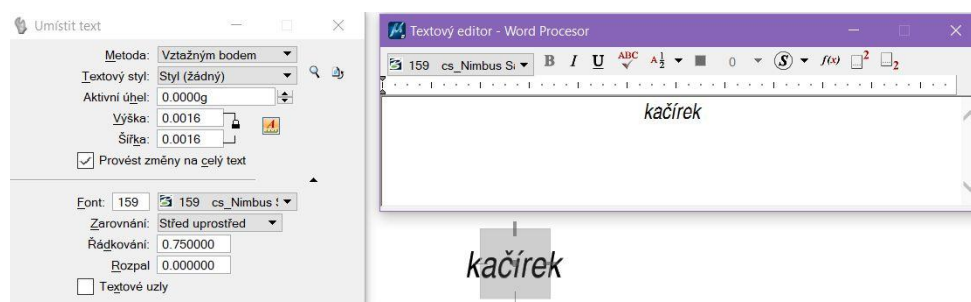 Umístit text
Metoda: Vztažným bodem
Textový styl: Styl (žádný)
Aktivní úhel: 0.0000g
Výška: 0.0016
Šířka: 0.0016
Provést změny na celý text
Font: 159 159 cs_Nimbus
Zarovnání: Střed uprostřed
Řádkování: 0.750000
Rozpal 0.000000
Textové uzly
Textový editor - Word Procesor
159 cs_Nimbus B I U ABC A½ 0 S f(x) 2 2
kačírek
kačírek